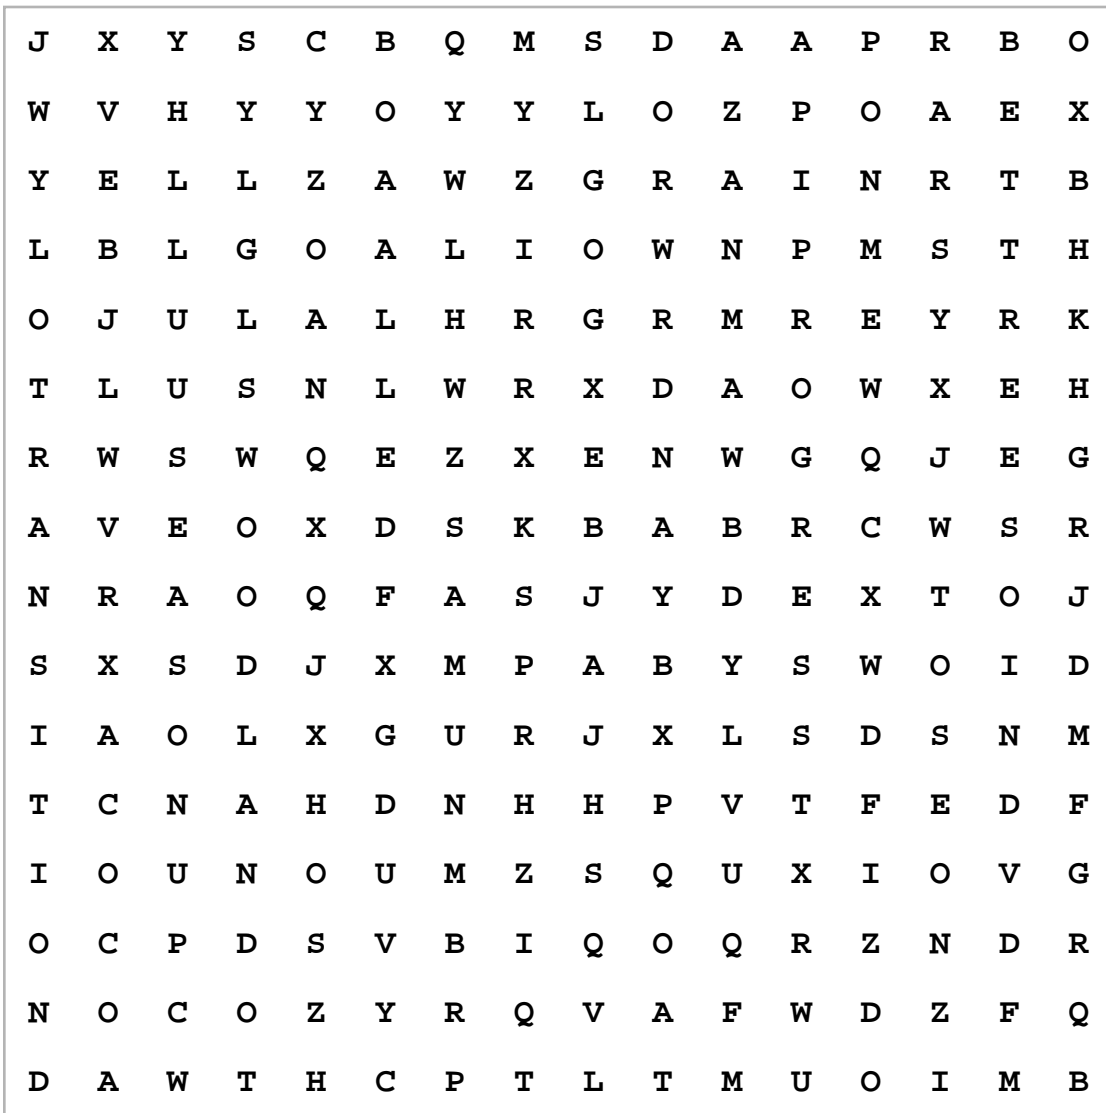 J X Y S C B Q M S D A A P R B O
W V H Y Y O Y Y L O Z P O A E X
Y E L L Z A W Z G R A I N R T B
L B L G O A L I O W N P M S T H
O J U L A L H R G R M R E Y R K
T L U S N L W R X D A O W X E H
R W S W Q E Z X E N W G Q J E G
A V E O X D S K B A B R C W S R
N R A O Q F A S J Y D E X T O J
S X S D J X M P A B Y S W O I D
I A O L X G U R J X L S D S N M
T C N A H D N H H P V T F E D F
I O U N O U M Z S Q U X I O V G
O C P D S V B I Q O Q R Z N D R
N O C O Z Y R Q V A F W D Z F Q
D A W T H C P T L T M U O I M B